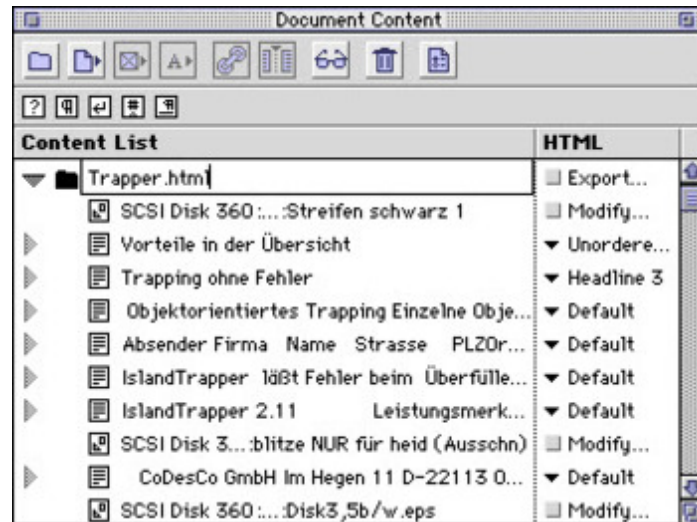 Document Content
Content List HTML
Trapper.html Export...
SCSI Disk 360 :... :Streifen schwarz 1 Modify...
Vorteile in der Übersicht Unordere...
Trapping ohne Fehler Headline 3
Objektorientiertes Trapping Einzelne Obje... Default
Absender Firma Name Strasse PLZOr... Default
IslandTrapper läßt Fehler beim Überfülle... Default
IslandTrapper 2.11 Leistungsmerk... Default
SCSI Disk 3... :blitze NUR für heid (Ausschn) Modify...
CoDesCo GmbH Im Hegen 11 D-22113 O... Default
SCSI Disk 360 :... :Disk3,5b/w.eps Modify...